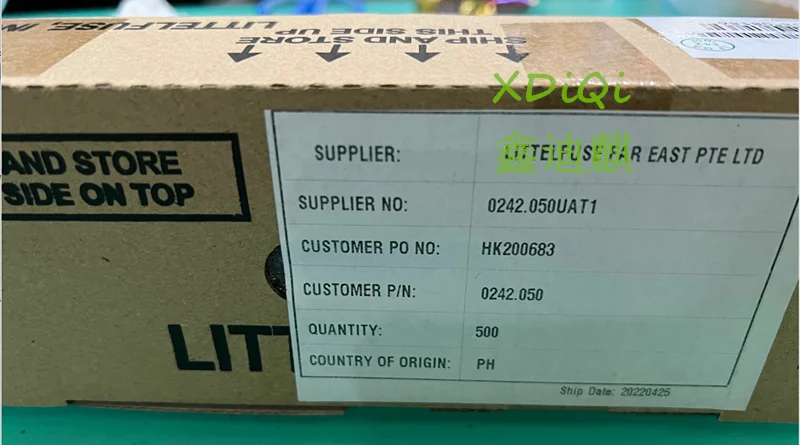 LITTELFUSE, IN
SHIP AND STORE
THIS SIDE UP
XDiQi
鑫迪麒
AND STORE
SIDE ON TOP
SUPPLIER: LITTELFUSE FAR EAST PTE LTD
SUPPLIER NO: 0242.050UAT1
CUSTOMER PO NO: HK200683
CUSTOMER P/N: 0242.050
QUANTITY: 500
COUNTRY OF ORIGIN: PH
LITT
Ship Date: 20220425